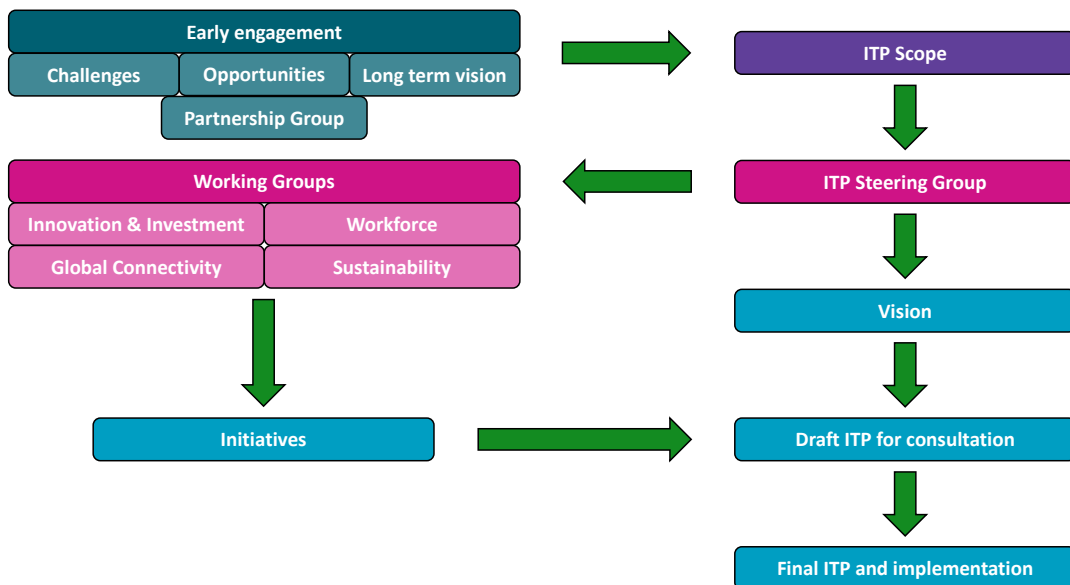 Early engagement
Challenges
Opportunities
Long term vision
Partnership Group
ITP Scope
Working Groups
Innovation & Investment
Workforce
Global Connectivity
Sustainability
ITP Steering Group
Vision
Initiatives
Draft ITP for consultation
Final ITP and implementation